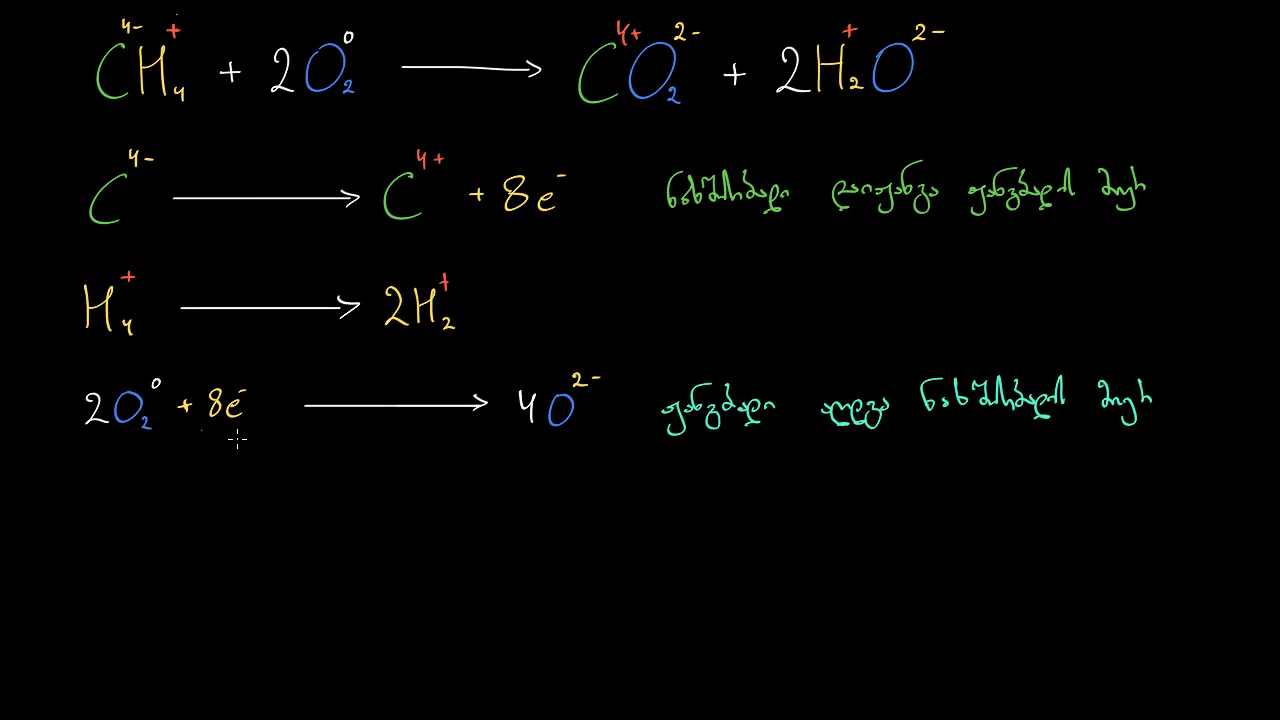 C⁴⁻H₄⁺ + 2O₂⁰ → C⁴⁺O₂²⁻ + 2H₂⁺O²⁻
C⁴⁻ → C⁴⁺ + 8e⁻ ნახშირბადი დაიჟანგა ჟანგბადის მიერ
H₄⁺ → 2H₂⁺
2O₂⁰ + 8e⁻ → 4O²⁻ ჟანგბადი აღდგა ნახშირბადის მიერ